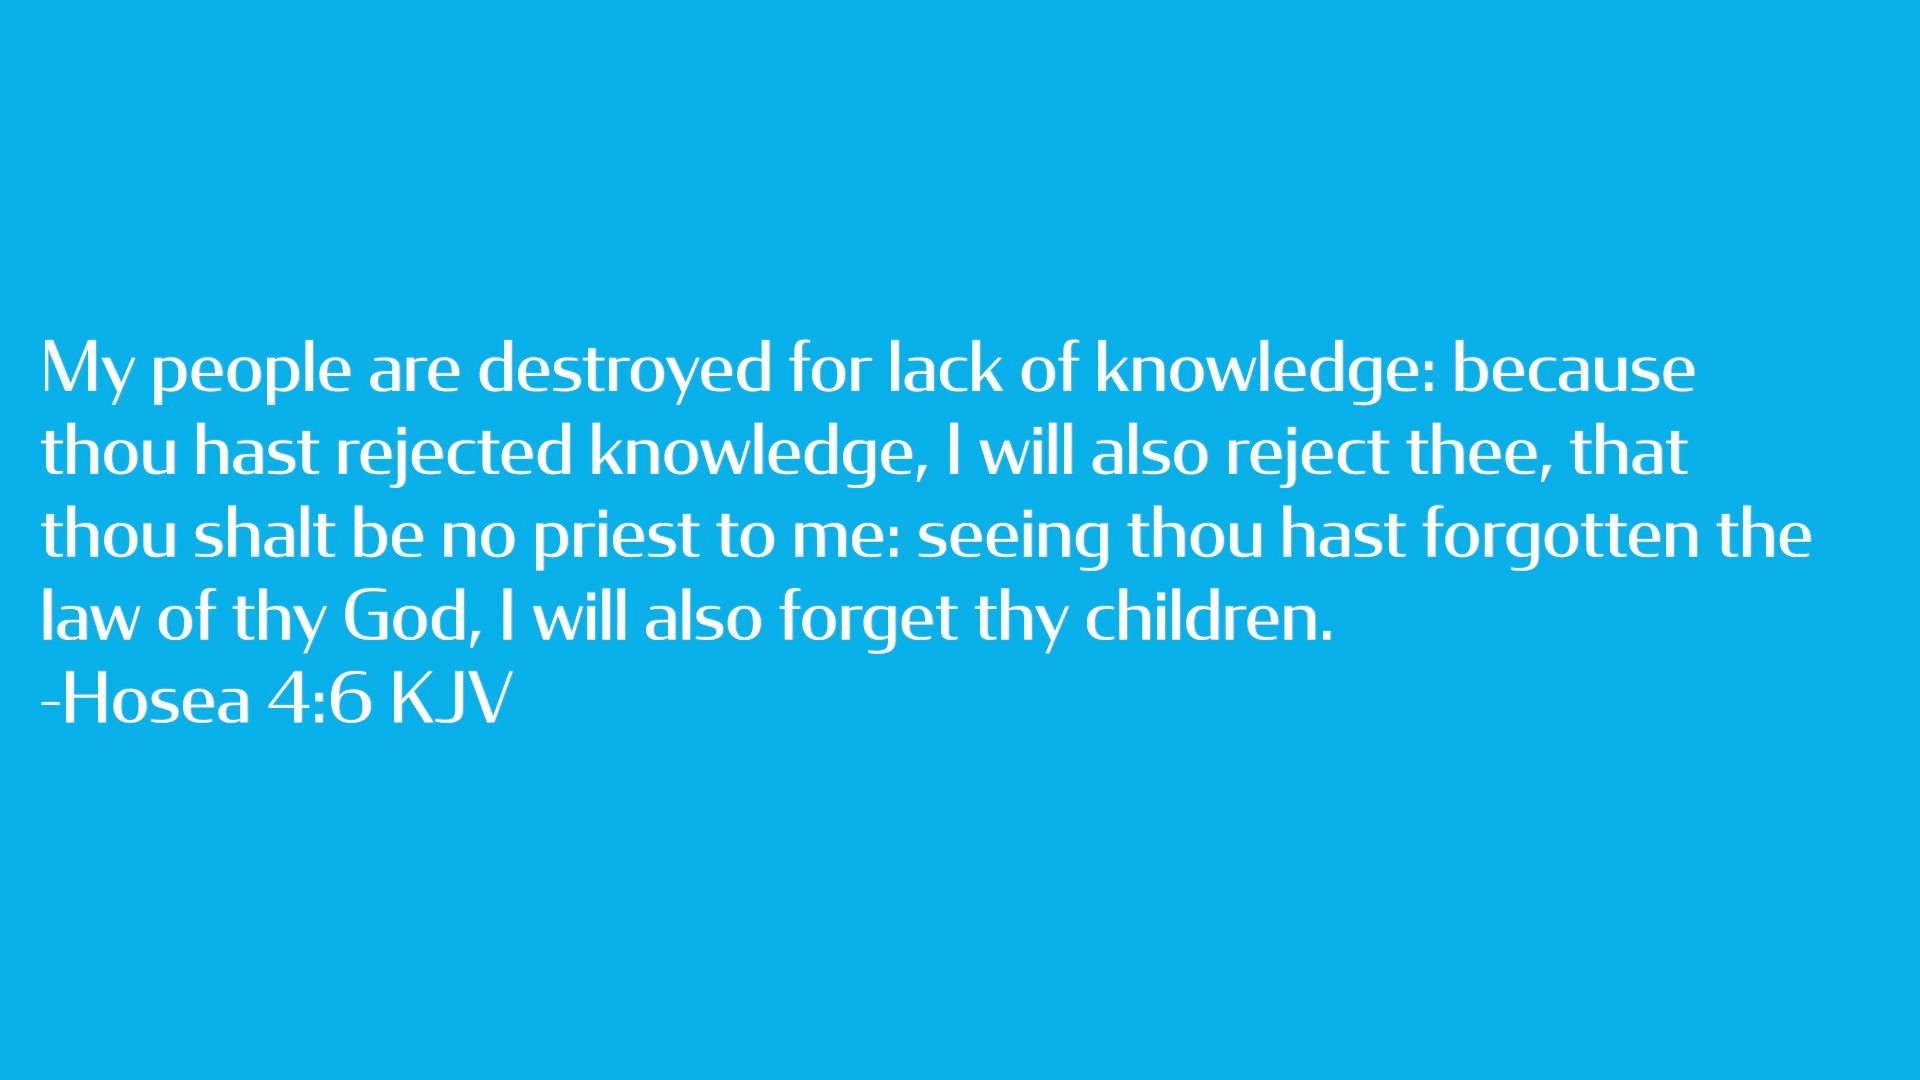 My people are destroyed for lack of knowledge: because
thou hast rejected knowledge, I will also reject thee, that
thou shalt be no priest to me: seeing thou hast forgotten the
law of thy God, I will also forget thy children.
-Hosea 4:6 KJV